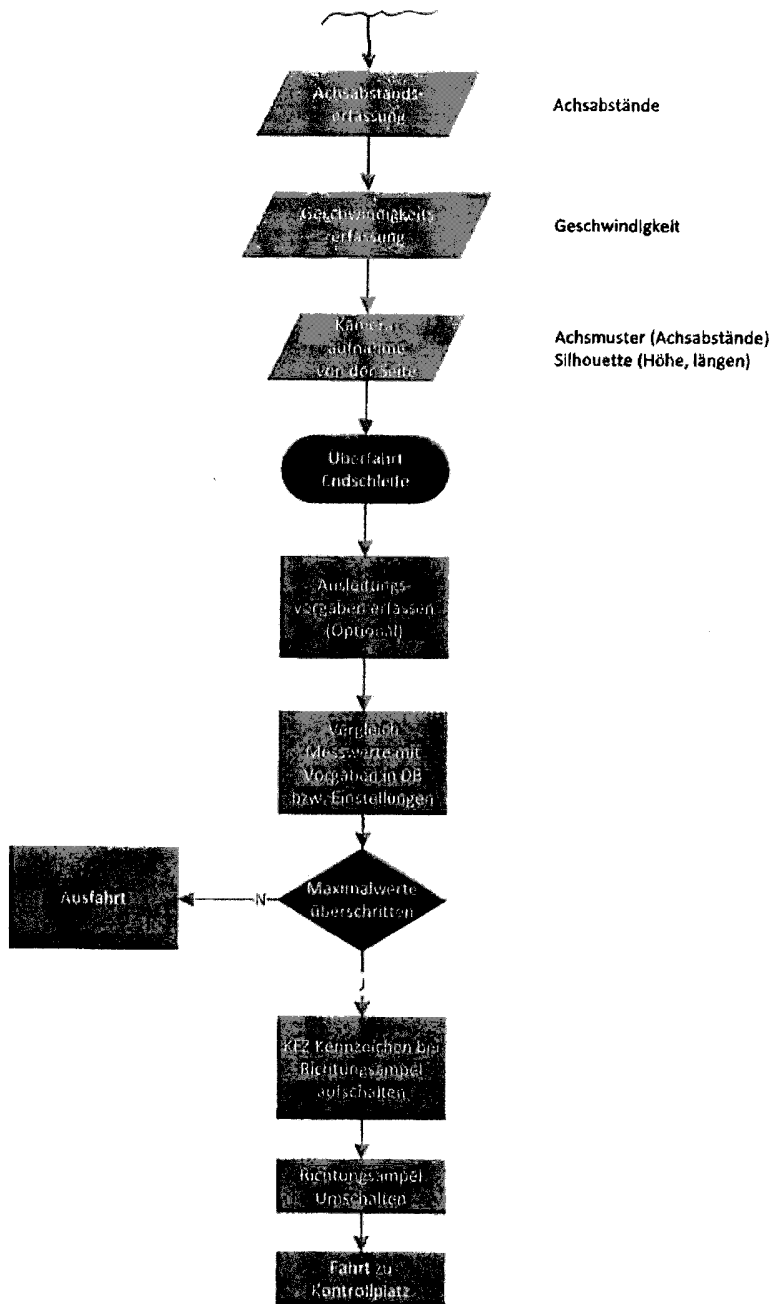 Achsabstands-
erfassung
Achsabstände
Geschwindigkeits
erfassung
Geschwindigkeit
Kamera
aufnahme
von der Seite
Achsmuster (Achsabstände)
Silhouette (Höhe, längen)
Überfahrt
Endschleife
Ausleitungs-
vorgaben erfassen
(Optional)
Vergleich
Messwerte mit
Vorgaben in DB
bzw. Einstellungen
Maximalwerte
überschritten
N
Ausfahrt
J
KFZ Kennzeichen bei
Richtungsampel
aufschalten
Richtungsampel
Umschalten
Fahrt zu
Kontrollplatz